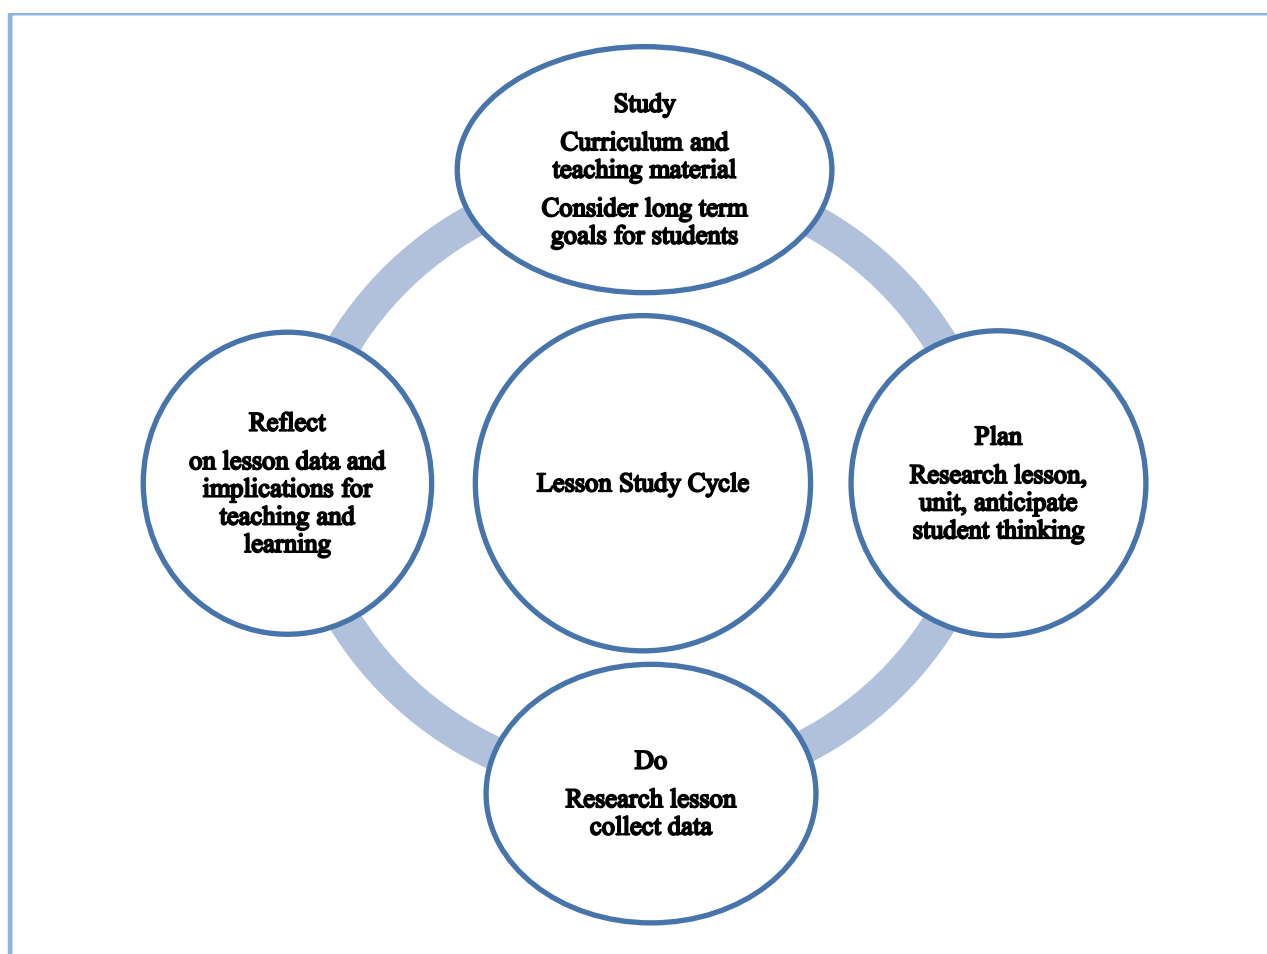 Study
Curriculum and
teaching material
Consider long term
goals for students
Reflect
on lesson data and
implications for
teaching and
learning
Lesson Study Cycle
Plan
Research lesson,
unit, anticipate
student thinking
Do
Research lesson
collect data